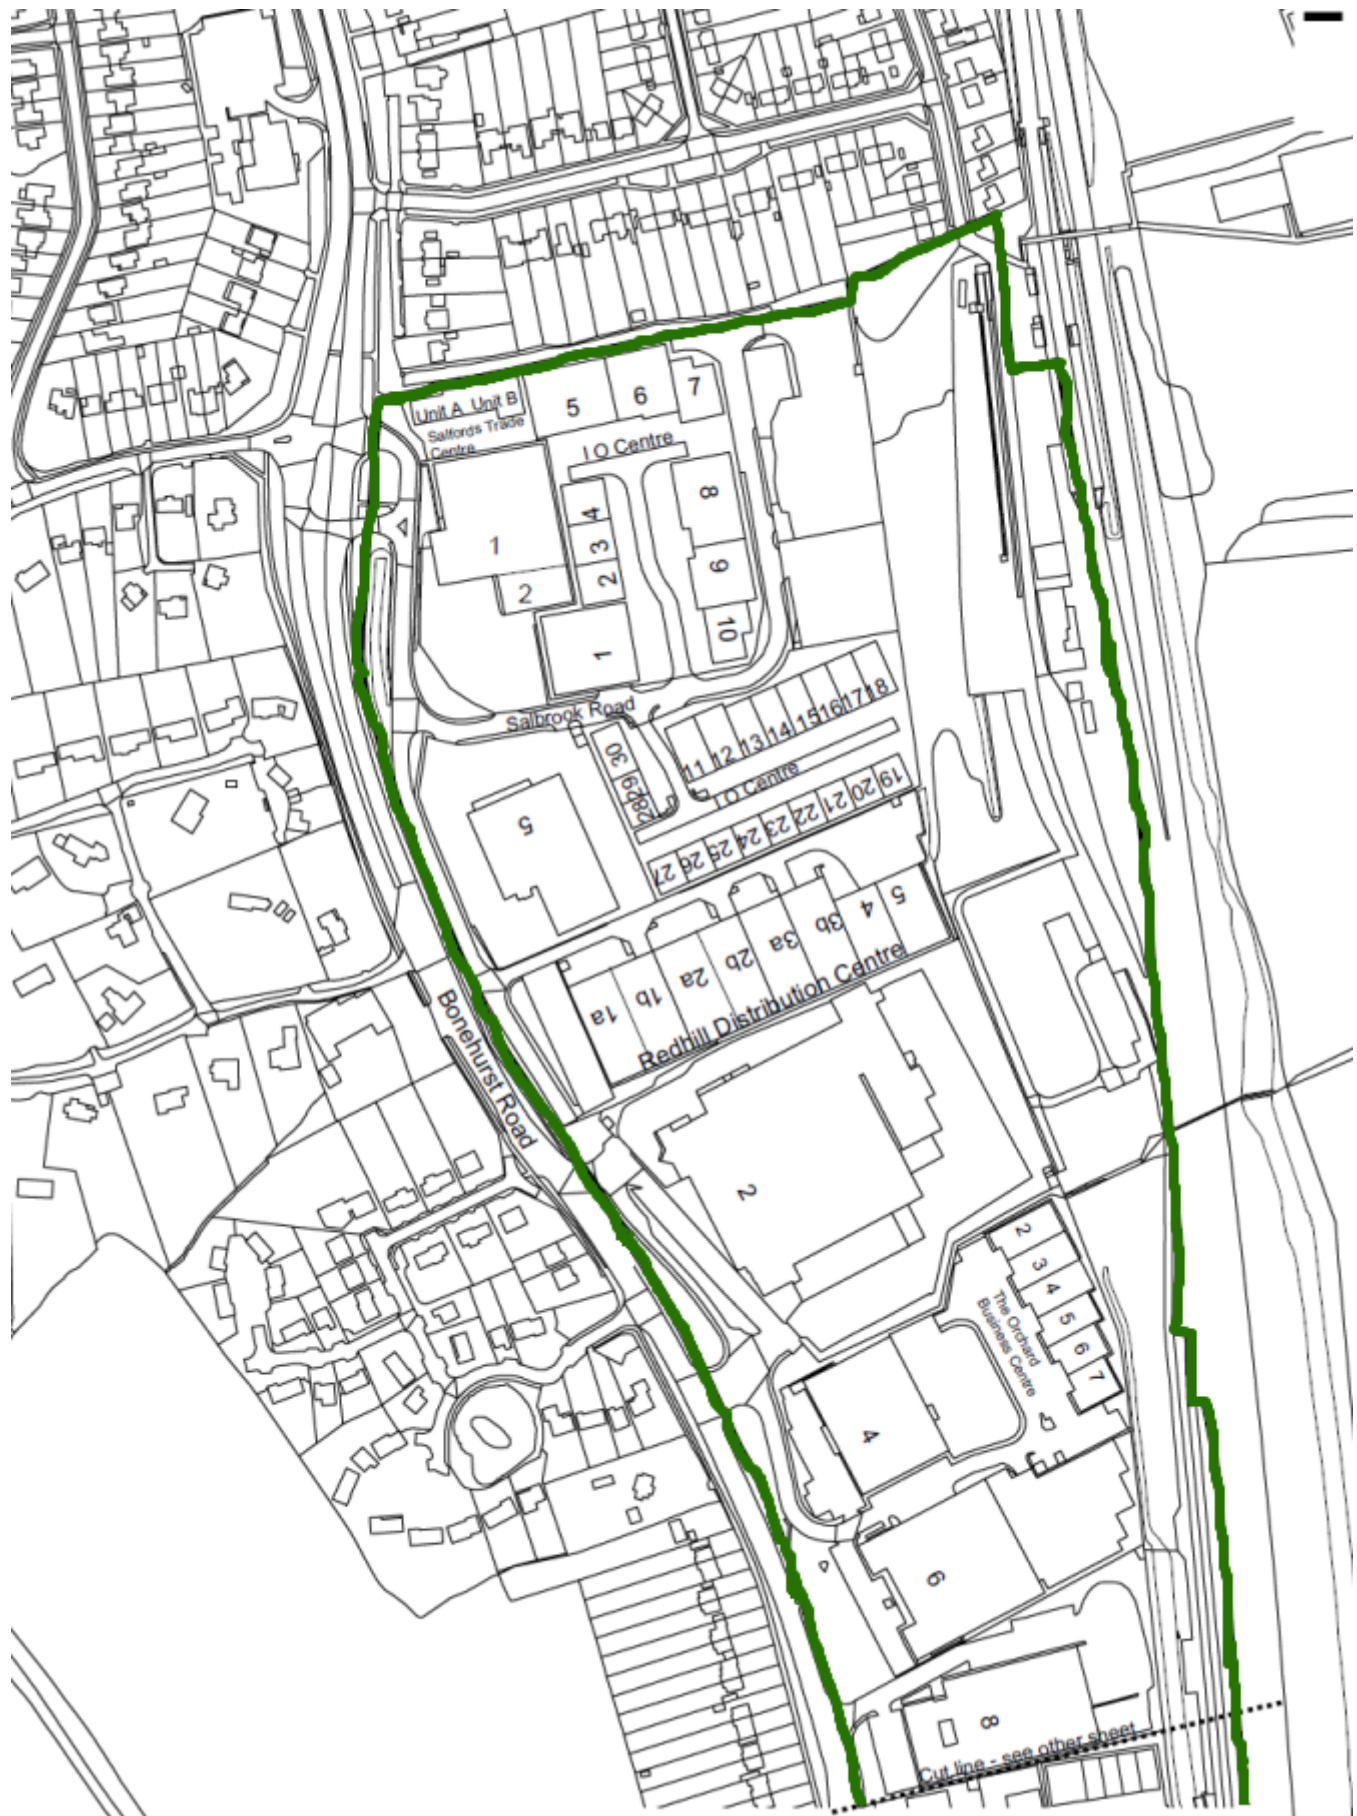 Unit A Unit B
Salfords Trade
Centre
5
6
7
I O Centre
8
4
1
3
9
2
2
10
1
Salbrook Road
30
29
28
11 12 13 14 15 16 17 18
I O Centre
19
20
21
22
23
24
25
26
27
5
1a
1b
2a
2b
3a
3b
4
5
Redhill Distribution Centre
Bonehurst Road
2
2
3
4
5
6
7
The Orchard
Business Centre
4
6
8
Cut line - see other sheet